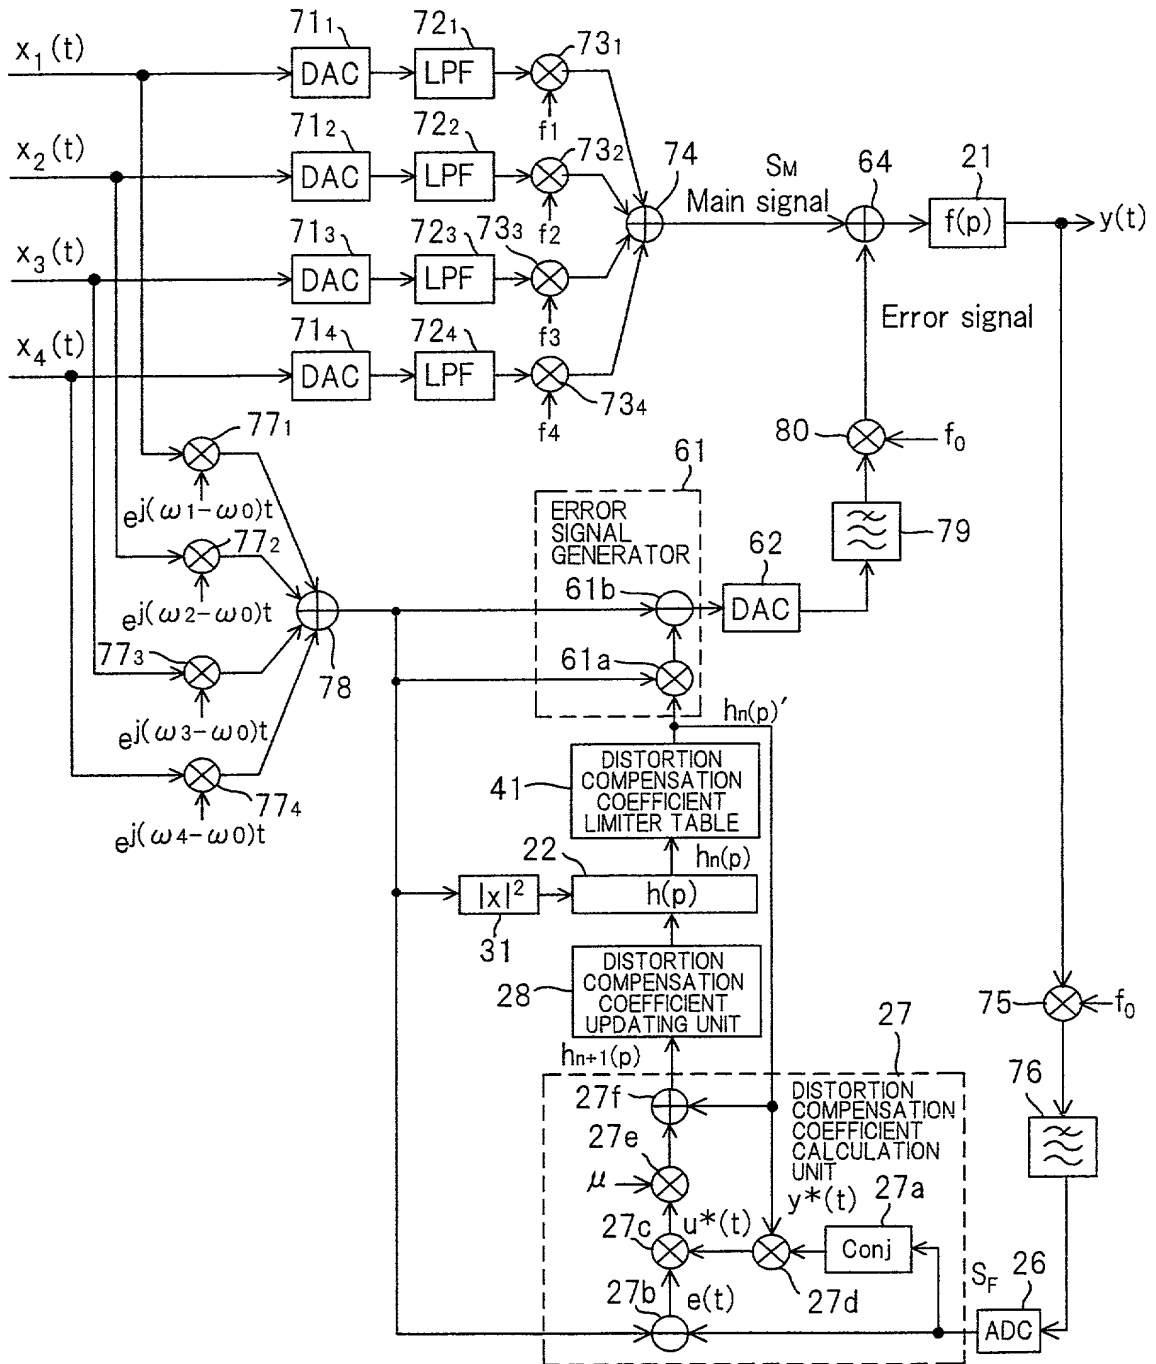 x1(t)
71₁
72₁
73₁
DAC
LPF
f1
x2(t)
71₂
72₂
73₂
DAC
LPF
f2
74
SM
Main signal
64
21
f(p)
y(t)
x3(t)
71₃
72₃
73₃
DAC
LPF
f3
Error signal
x4(t)
71₄
72₄
DAC
LPF
73₄
f4
77₁
80
f0
61
e^j(ω1-ω0)t
ERROR
SIGNAL
GENERATOR
79
77₂
62
61b
DAC
e^j(ω2-ω0)t
77₃
78
61a
e^j(ω3-ω0)t
hn(p)′
77₄
41
DISTORTION
COMPENSATION
COEFFICIENT
LIMITER TABLE
e^j(ω4-ω0)t
22
hn(p)
|x|²
h(p)
31
28
DISTORTION
COMPENSATION
COEFFICIENT
UPDATING UNIT
75
f0
27
hn+1(p)
27f
DISTORTION
COMPENSATION
COEFFICIENT
CALCULATION
UNIT
76
27e
μ
y*(t)
27a
27c
u*(t)
Conj
27d
27b
e(t)
SF
26
ADC